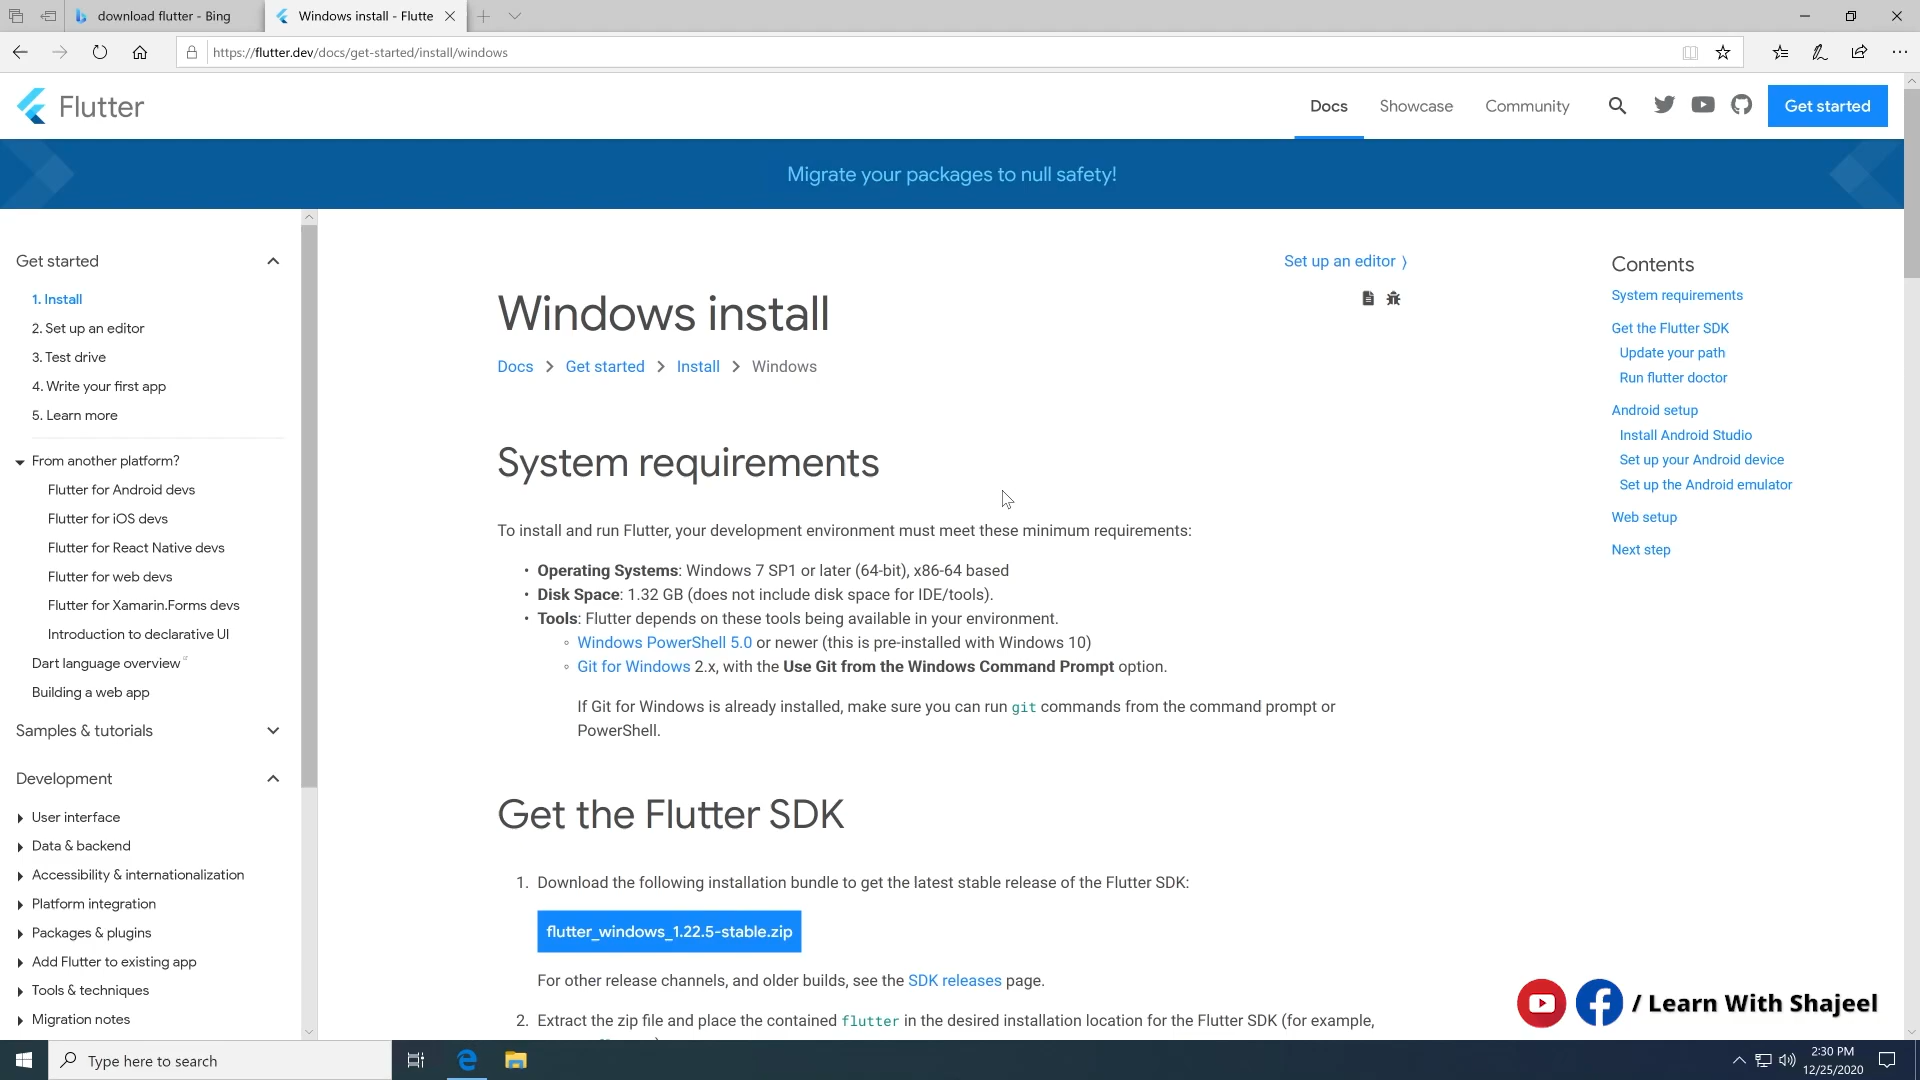 download flutter - Bing
Windows install - Flutte
https://flutter.dev/docs/get-started/install/windows
Flutter
Docs
Showcase
Community
Get started
Migrate your packages to null safety!
Get started
1. Install
2. Set up an editor
3. Test drive
4. Write your first app
5. Learn more
From another platform?
Flutter for Android devs
Flutter for iOS devs
Flutter for React Native devs
Flutter for web devs
Flutter for Xamarin.Forms devs
Introduction to declarative UI
Dart language overview
Building a web app
Samples & tutorials
Development
User interface
Data & backend
Accessibility & internationalization
Platform integration
Packages & plugins
Add Flutter to existing app
Tools & techniques
Migration notes
Set up an editor
Windows install
Docs > Get started > Install > Windows
System requirements
To install and run Flutter, your development environment must meet these minimum requirements:
• Operating Systems: Windows 7 SP1 or later (64-bit), x86-64 based
• Disk Space: 1.32 GB (does not include disk space for IDE/tools).
• Tools: Flutter depends on these tools being available in your environment.
◦ Windows PowerShell 5.0 or newer (this is pre-installed with Windows 10)
◦ Git for Windows 2.x, with the Use Git from the Windows Command Prompt option.
If Git for Windows is already installed, make sure you can run git commands from the command prompt or
PowerShell.
Get the Flutter SDK
1. Download the following installation bundle to get the latest stable release of the Flutter SDK:
flutter_windows_1.22.5-stable.zip
For other release channels, and older builds, see the SDK releases page.
2. Extract the zip file and place the contained flutter in the desired installation location for the Flutter SDK (for example,
Contents
System requirements
Get the Flutter SDK
Update your path
Run flutter doctor
Android setup
Install Android Studio
Set up your Android device
Set up the Android emulator
Web setup
Next step
/ Learn With Shajeel
Type here to search
2:30 PM
12/25/2020